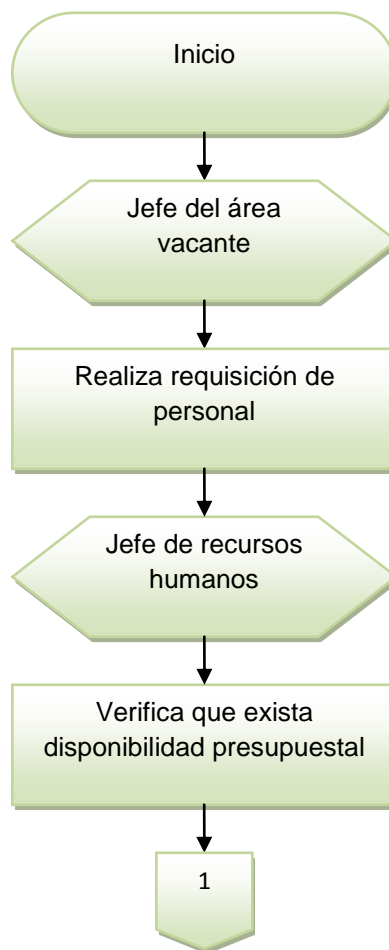 Inicio
Jefe del área
vacante
Realiza requisición de
personal
Jefe de recursos
humanos
Verifica que exista
disponibilidad presupuestal
1